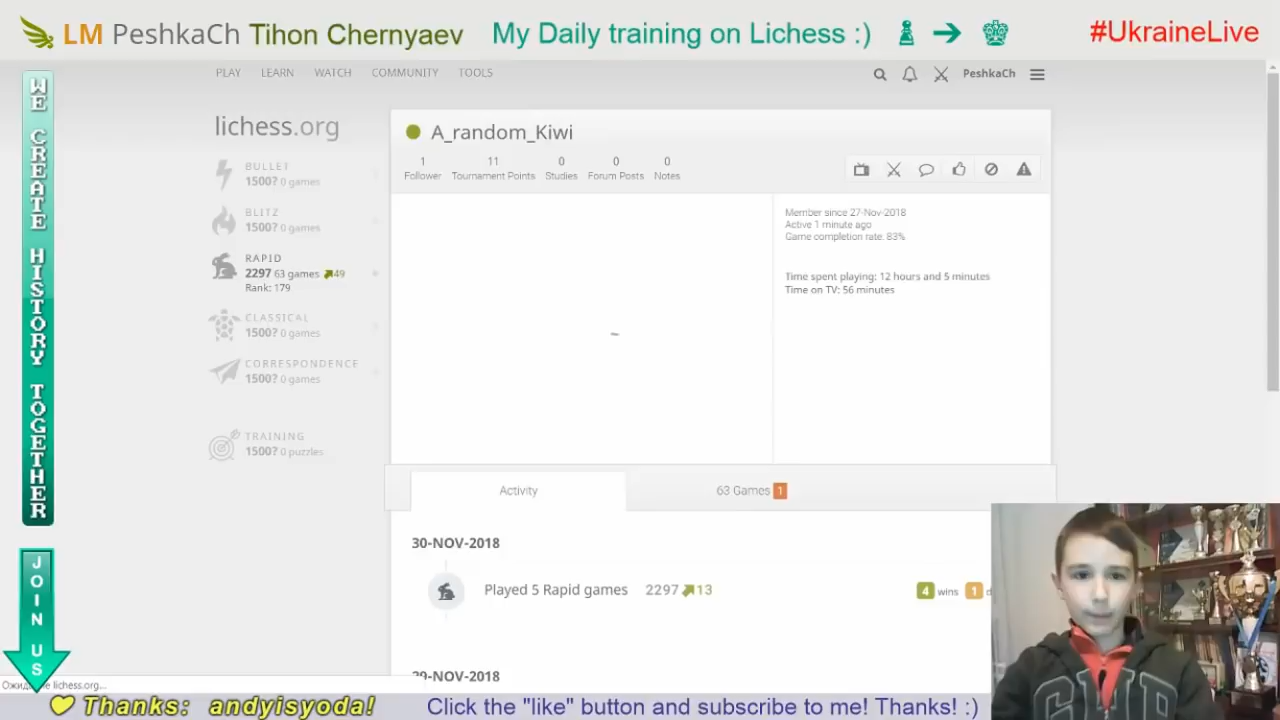 LM PeshkaCh Tihon Chernyaev My Daily training on Lichess :) #UkraineLive
PLAY LEARN WATCH COMMUNITY TOOLS PeshkaCh
lichess.org
BULLET
1500? 0 games
BLITZ
1500? 0 games
RAPID
2297 63 games 49
Rank: 179
CLASSICAL
1500? 0 games
CORRESPONDENCE
1500? 0 games
TRAINING
1500? 0 puzzles
A_random_Kiwi
1 11 0 0 0
Follower Tournament Points Studies Forum Posts Notes
Member since 27-Nov-2018
Active 1 minute ago
Game completion rate: 83%
Time spent playing: 12 hours and 5 minutes
Time on TV: 56 minutes
~
Activity 63 Games 1
30-NOV-2018
Played 5 Rapid games 2297 13 4 wins 1 d
29-NOV-2018
WE CREATE HISTORY TOGETHER
JOIN US
lichess.org...
Thanks: andyisyoda! Click the "like" button and subscribe to me! Thanks! :)